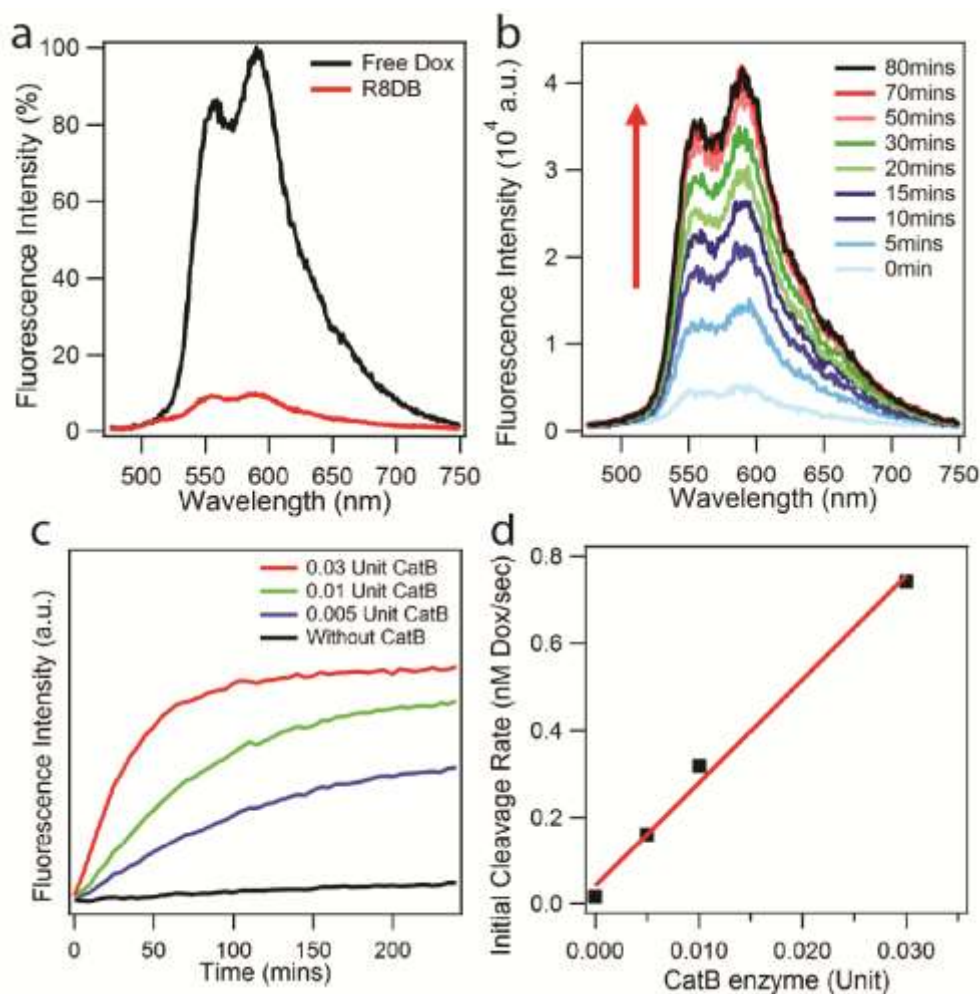 a
Fluorescence Intensity (%)
100
80
60
40
20
0
500
550
600
650
700
750
Wavelength (nm)
Free Dox
R8DB
b
Fluorescence Intensity (10⁴ a.u.)
4
3
2
1
0
500
550
600
650
700
750
Wavelength (nm)
80mins
70mins
50mins
30mins
20mins
15mins
10mins
5mins
0min
c
Fluorescence Intensity (a.u.)
0.03 Unit CatB
0.01 Unit CatB
0.005 Unit CatB
Without CatB
0
50
100
150
200
Time (mins)
d
Initial Cleavage Rate (nM Dox/sec)
0.8
0.6
0.4
0.2
0.0
0.000
0.010
0.020
0.030
CatB enzyme (Unit)